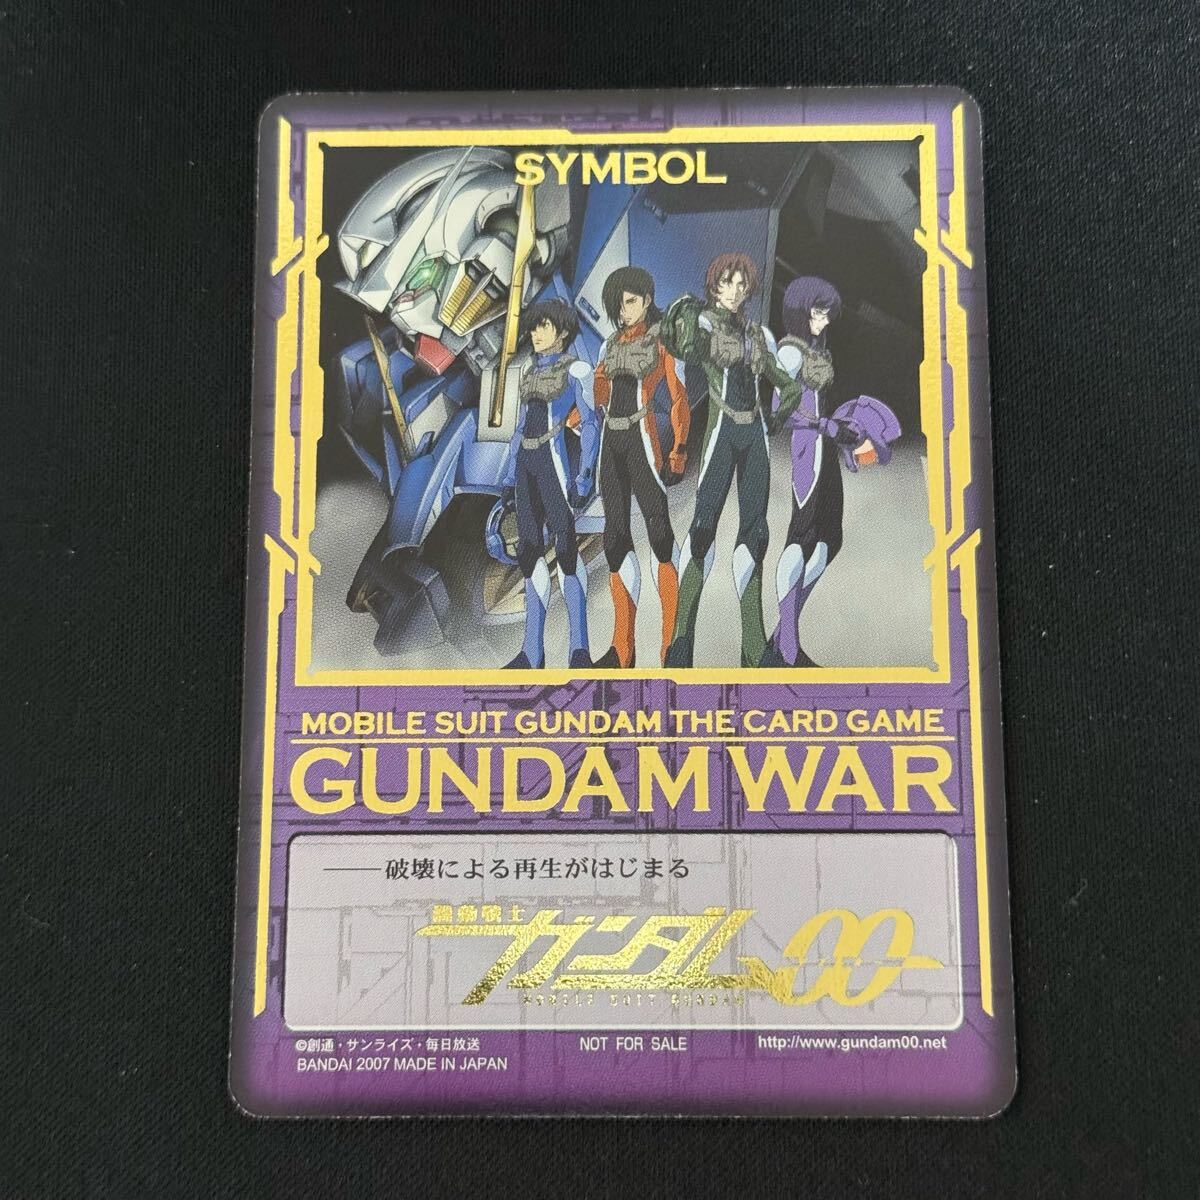 SYMBOL
MOBILE SUIT GUNDAM THE CARD GAME
GUNDAM WAR
――破壊による再生がはじまる
機動戦士
ガンダム00
MOBILE SUIT GUNDAM
©創通・サンライズ・毎日放送
NOT FOR SALE
http://www.gundam00.net
BANDAI 2007 MADE IN JAPAN